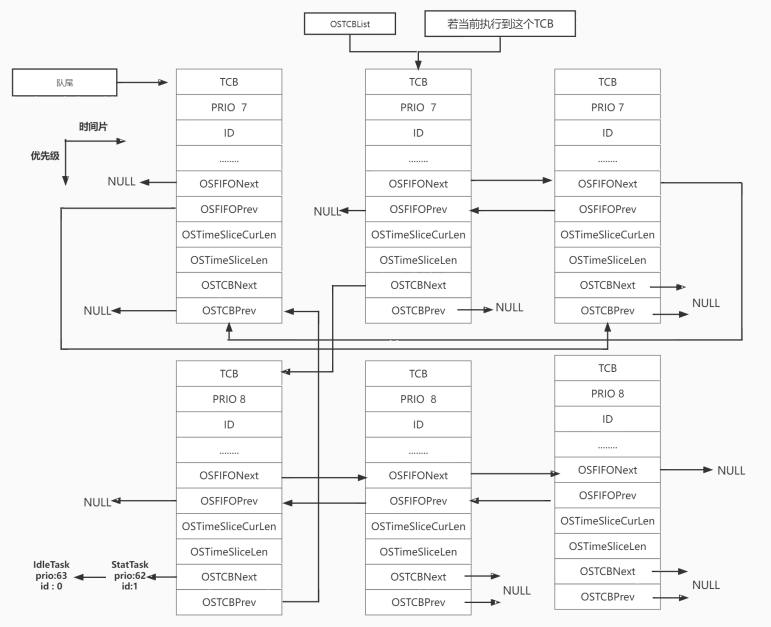 OSTCBList
若当前执行到这个TCB
队尾
时间片
优先级
TCB
PRIO 7
ID
........
OSFIFONext
OSFIFOPrev
OSTimeSliceCurLen
OSTimeSliceLen
OSTCBNext
OSTCBPrev
NULL
NULL
TCB
PRIO 7
ID
........
OSFIFONext
OSFIFOPrev
OSTimeSliceCurLen
OSTimeSliceLen
OSTCBNext
OSTCBPrev
NULL
NULL
TCB
PRIO 7
ID
........
OSFIFONext
OSFIFOPrev
OSTimeSliceCurLen
OSTimeSliceLen
OSTCBNext
OSTCBPrev
NULL
TCB
PRIO 8
ID
........
OSFIFONext
OSFIFOPrev
OSTimeSliceCurLen
OSTimeSliceLen
OSTCBNext
OSTCBPrev
NULL
IdleTask
prio:63
id : 0
StatTask
prio:62
id:1
TCB
PRIO 8
ID
........
OSFIFONext
OSFIFOPrev
OSTimeSliceCurLen
OSTimeSliceLen
OSTCBNext
OSTCBPrev
NULL
TCB
PRIO 8
ID
........
OSFIFONext
OSFIFOPrev
OSTimeSliceCurLen
OSTimeSliceLen
OSTCBNext
OSTCBPrev
NULL
NULL